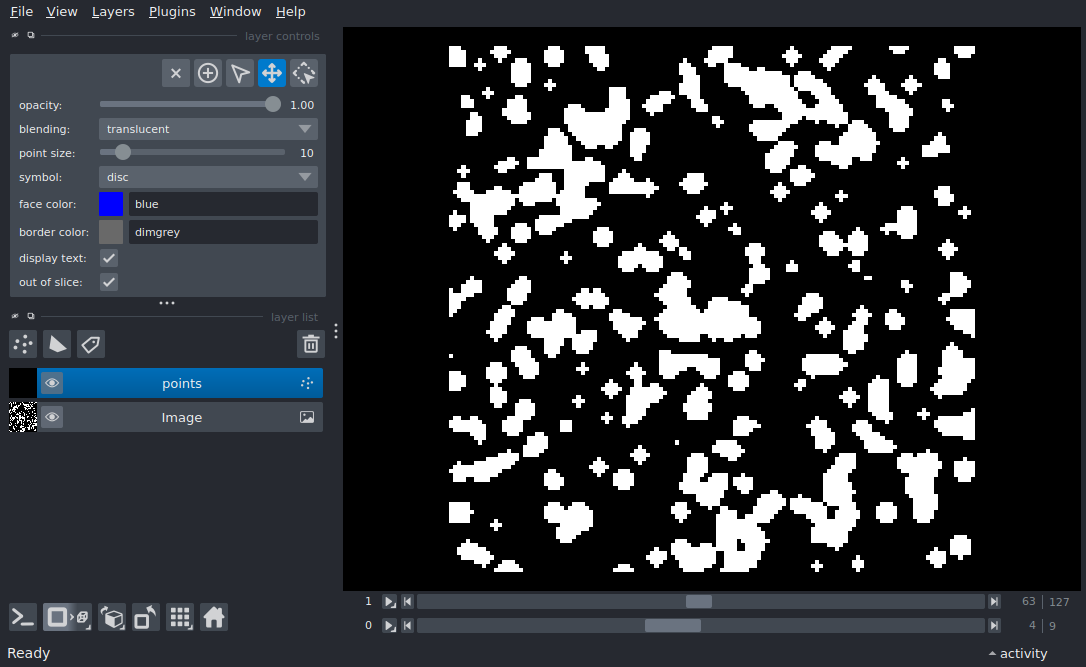 File View Layers Plugins Window Help
layer controls
opacity: 1.00
blending: translucent
point size: 10
symbol: disc
face color: blue
border color: dimgrey
display text:
out of slice:
layer list
points
Image
1 63 127
0 4 9
Ready activity